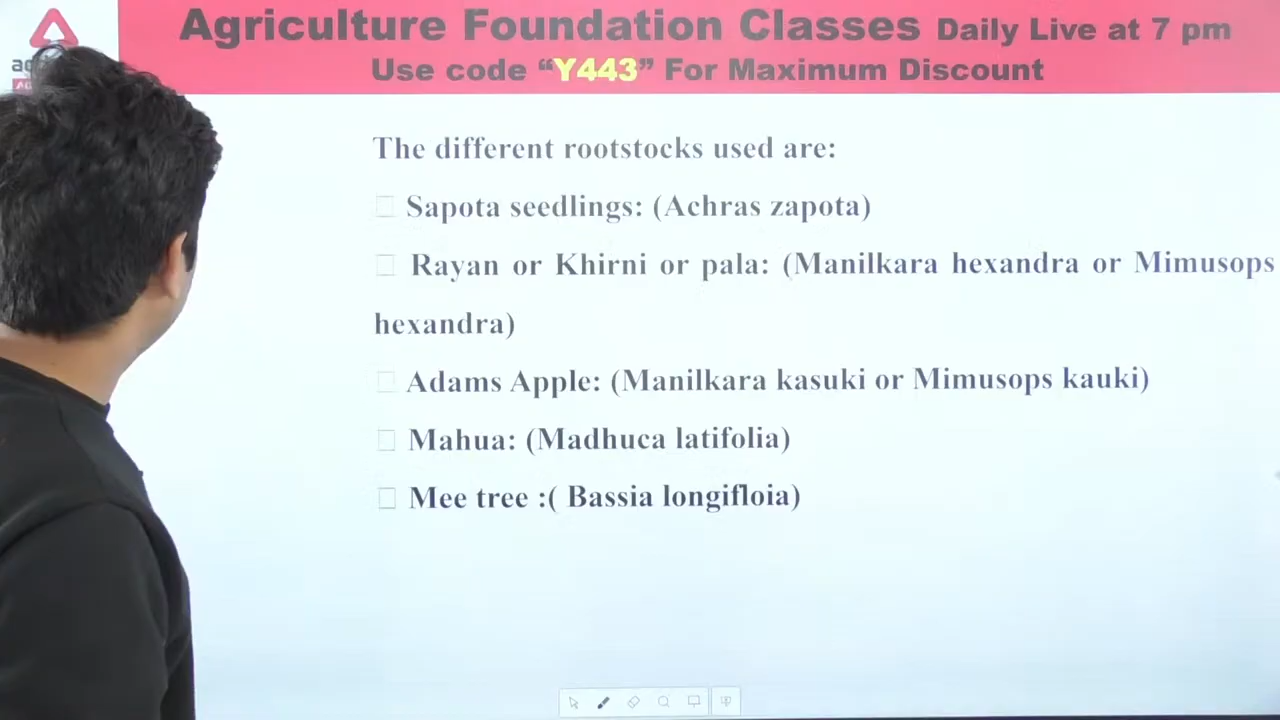 Agriculture Foundation Classes Daily Live at 7 pm
Use code “Y443” For Maximum Discount
The different rootstocks used are:
Sapota seedlings: (Achras zapota)
Rayan or Khirni or pala: (Manilkara hexandra or Mimusops
hexandra)
Adams Apple: (Manilkara kasuki or Mimusops kauki)
Mahua: (Madhuca latifolia)
Mee tree :( Bassia longifloia)